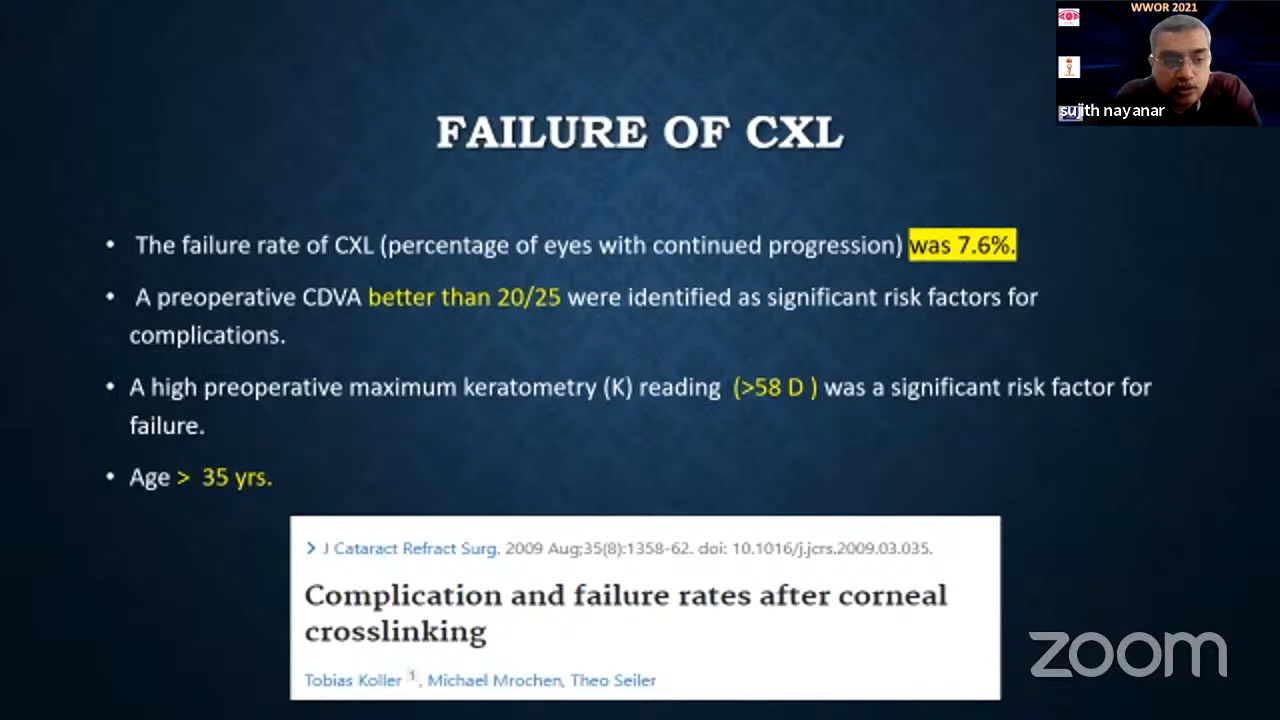 WWOR 2021
sujith nayanar
FAILURE OF CXL
• The failure rate of CXL (percentage of eyes with continued progression) was 7.6%.
• A preoperative CDVA better than 20/25 were identified as significant risk factors for
complications.
• A high preoperative maximum keratometry (K) reading (>58 D ) was a significant risk factor for
failure.
• Age > 35 yrs.
J Cataract Refract Surg. 2009 Aug;35(8):1358-62. doi: 10.1016/j.jcrs.2009.03.035.
Complication and failure rates after corneal
crosslinking
Tobias Koller 1, Michael Mrochen, Theo Seiler
zoom